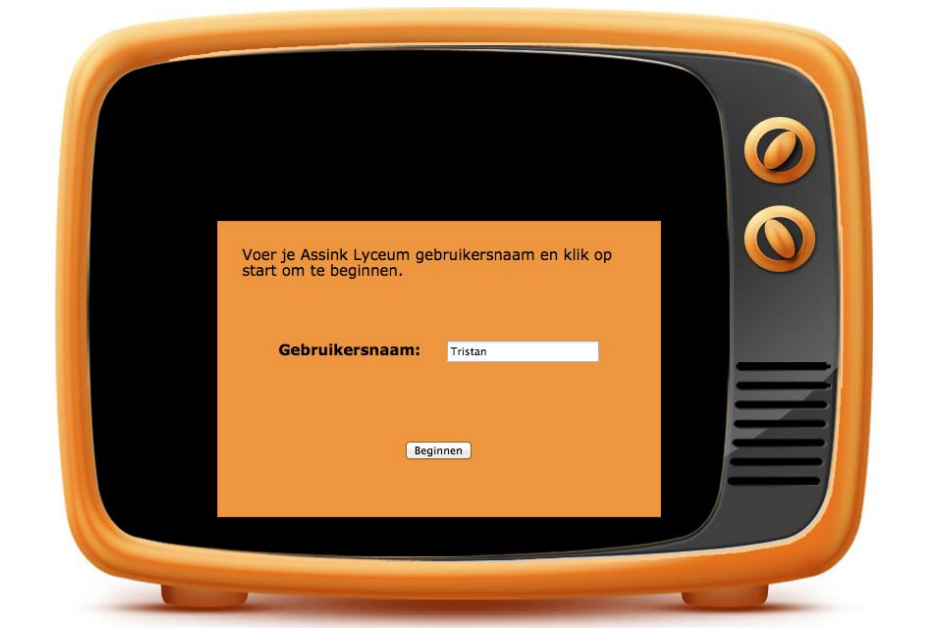 Voer je Assink Lyceum gebruikersnaam en klik op
start om te beginnen.
Gebruikersnaam: Tristan
Beginnen